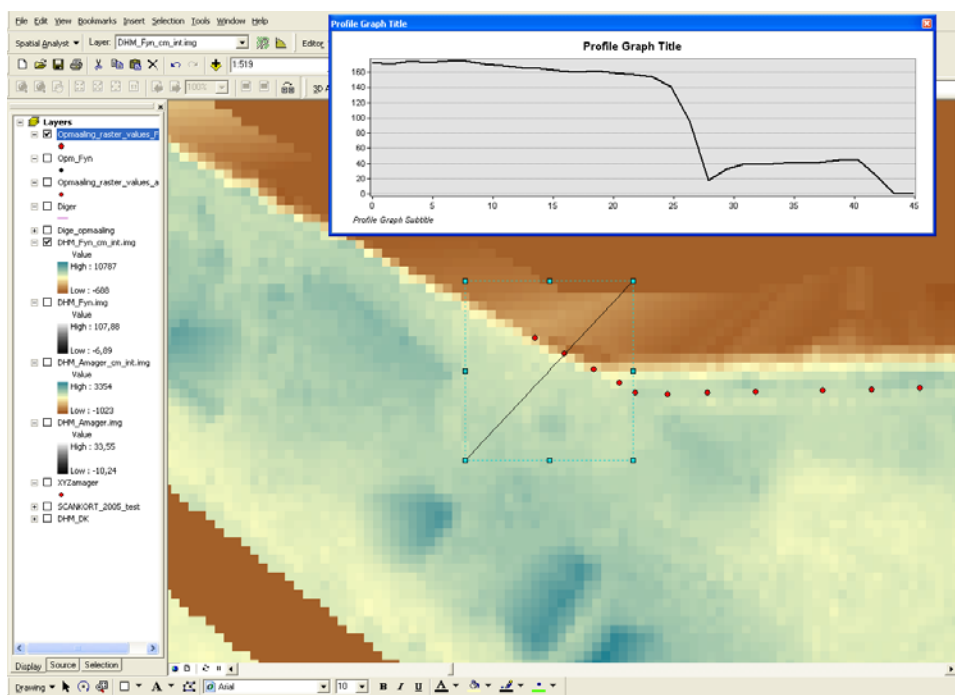 File Edit View Bookmarks Insert Selection Tools Window Help
Spatial Analyst Layer: DHM_Fyn_cm_int.img Editor
1:519
100% 3D A
Layers
Opmaaling_raster_values_F
Opm_Fyn
Opmaaling_raster_values_a
Diger
Dige_opmaaling
DHM_Fyn_cm_int.img
Value
High : 10787
Low : -688
DHM_Fyn.img
Value
High : 107,88
Low : -6,89
DHM_Amager_cm_int.img
Value
High : 3354
Low : -1023
DHM_Amager.img
Value
High : 33,55
Low : -10,24
XYZamager
SCANKORT_2005_test
DHM_DK
Display Source Selection
Drawing A Arial 10 B I U A
Profile Graph Title
Profile Graph Title
160
140
120
100
80
60
40
20
0
0 5 10 15 20 25 30 35 40 45
Profile Graph Subtitle